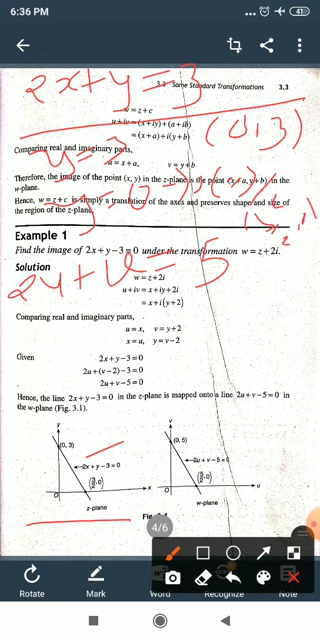 6:36 PM
41
3.2 Some Standard Transformations 3.3
2x+y=3
w = z+c
u+iv = (x+iy)+(a+ib)
= (x+a)+i(y+b)
(0,3)
Comparing real and imaginary parts,
y=3
u = x+a, v = y+b
Therefore, the image of the point (x, y) in the z-plane is the point (x+a, y+b) in the
w-plane.
y=0
Hence, w = z+c is simply a translation of the axes and preserves shape and size of
the region of the z-plane.
Example 1
Find the image of 2x+y−3=0 under the transformation w = z+2i.
Solution
2u+v=5
w = z+2i
u+iv = x+iy+2i
= x+i(y+2)
Comparing real and imaginary parts,
u = x, v = y+2
x = u, y = v−2
Given 2x+y−3=0
2u+(v−2)−3=0
2u+v−5=0
Hence, the line 2x+y−3=0 in the z-plane is mapped onto a line 2u+v−5=0 in
the w-plane (Fig. 3.1).
y v
(0, 3) (0, 5)
2x+y−3=0 2u+v−5=0
0 x 0 u
z-plane w-plane
4/6
Rotate Mark Word Recognize Note